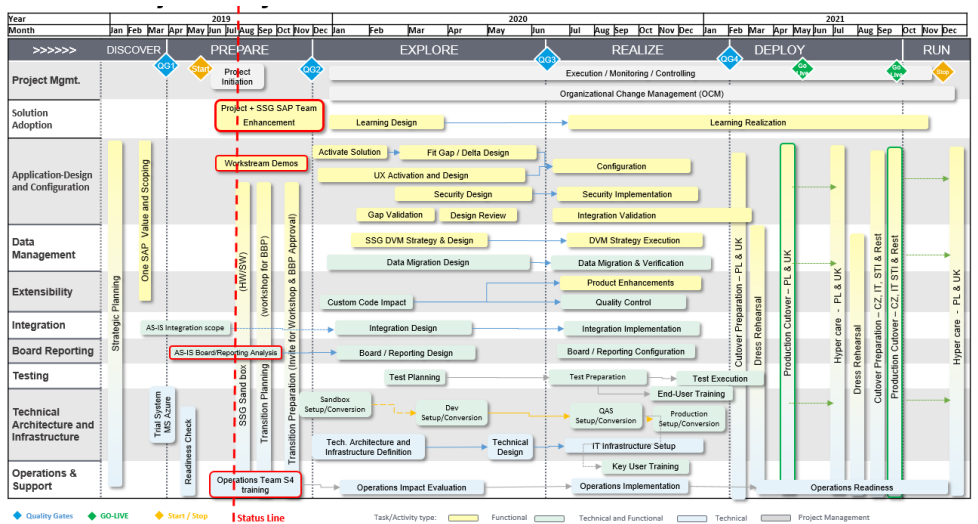 Year 2019 2020 2021
Month Jan Feb Mar Apr May Jun Jul Aug Sep Oct Nov Dec Jan Feb Mar Apr May Jun Jul Aug Sep Oct Nov Dec Jan Feb Mar Apr May Jun Jul Aug Sep Oct Nov Dec
>>>>>> DISCOVER PREPARE EXPLORE REALIZE DEPLOY RUN
QG1
Start
QG2
QG3
QG4
Go
Live
Go
Live
Stop
Project Mgmt.
Project
Initiation
Execution / Monitoring / Controlling
Organizational Change Management (OCM)
Solution
Adoption
Project + SSG SAP Team
Enhancement
Learning Design
Learning Realization
Application-Design
and Configuration
Activate Solution
Fit Gap / Delta Design
Workstream Demos
UX Activation and Design
Configuration
Security Design
Security Implementation
Gap Validation
Design Review
Integration Validation
Data
Management
SSG DVM Strategy & Design
DVM Strategy Execution
Data Migration Design
Data Migration & Verification
Extensibility
Product Enhancements
Custom Code Impact
Quality Control
Integration
AS-IS Integration scope
Integration Design
Integration Implementation
Board Reporting
AS-IS Board/Reporting Analysis
Board / Reporting Design
Board / Reporting Configuration
Testing
Test Planning
Test Preparation
Test Execution
End-User Training
Technical
Architecture and
Infrastructure
Sandbox
Setup/Conversion
Dev
Setup/Conversion
QAS
Setup/Conversion
Production
Setup/Conversion
Tech. Architecture and
Infrastructure Definition
Technical
Design
IT Infrastructure Setup
Key User Training
Operations &
Support
Operations Team S4
training
Operations Impact Evaluation
Operations Implementation
Operations Readiness
Strategic Planning
One SAP Value and Scoping
Trial System
MS Azure
Readiness Check
SSG Sandbox (HW/SW)
Transition Planning (workshop for BBP)
Transition Preparation (Invite for Workshop & BBP Approval)
Cutover Preparation – PL & UK
Dress Rehearsal
Production Cutover – PL & UK
Hyper care - PL & UK
Dress Rehearsal
Cutover Preparation – CZ, IT, STI & Rest
Production Cutover – CZ, IT STI & Rest
Hyper care - PL & UK
Quality Gates
GO-LIVE
Start / Stop
Status Line
Task/Activity type:
Functional
Technical and Functional
Technical
Project Management